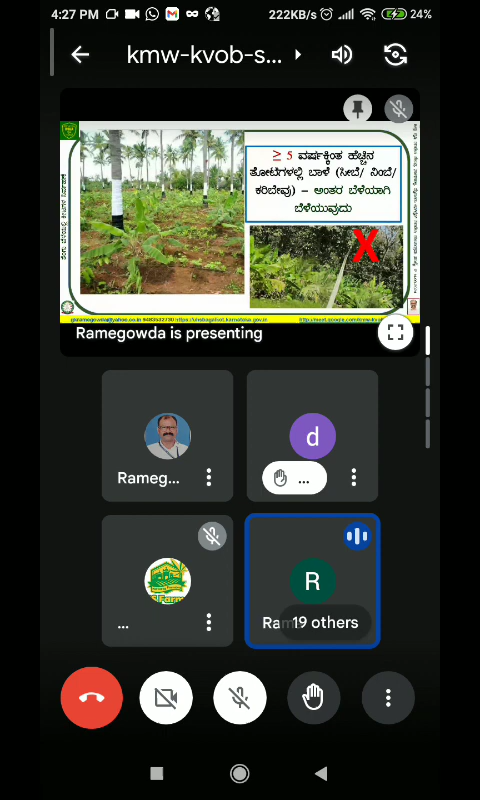 4:27 PM
222KB/s
24%
kmw-kvob-s...
≥ 5 ವರ್ಷಕ್ಕಿಂತ ಹೆಚ್ಚಿನ
ತೋಟಗಳಲ್ಲಿ ಬಾಳೆ (ಸೀಬೆ/ ನಿಂಬೆ/
ಕರಿಬೇವು) – ಅಂತರ ಬೆಳೆಯಾಗಿ
ಬೆಳೆಯುವುದು
X
Ramegowda is presenting
Rameg...
d
...
...
R
19 others